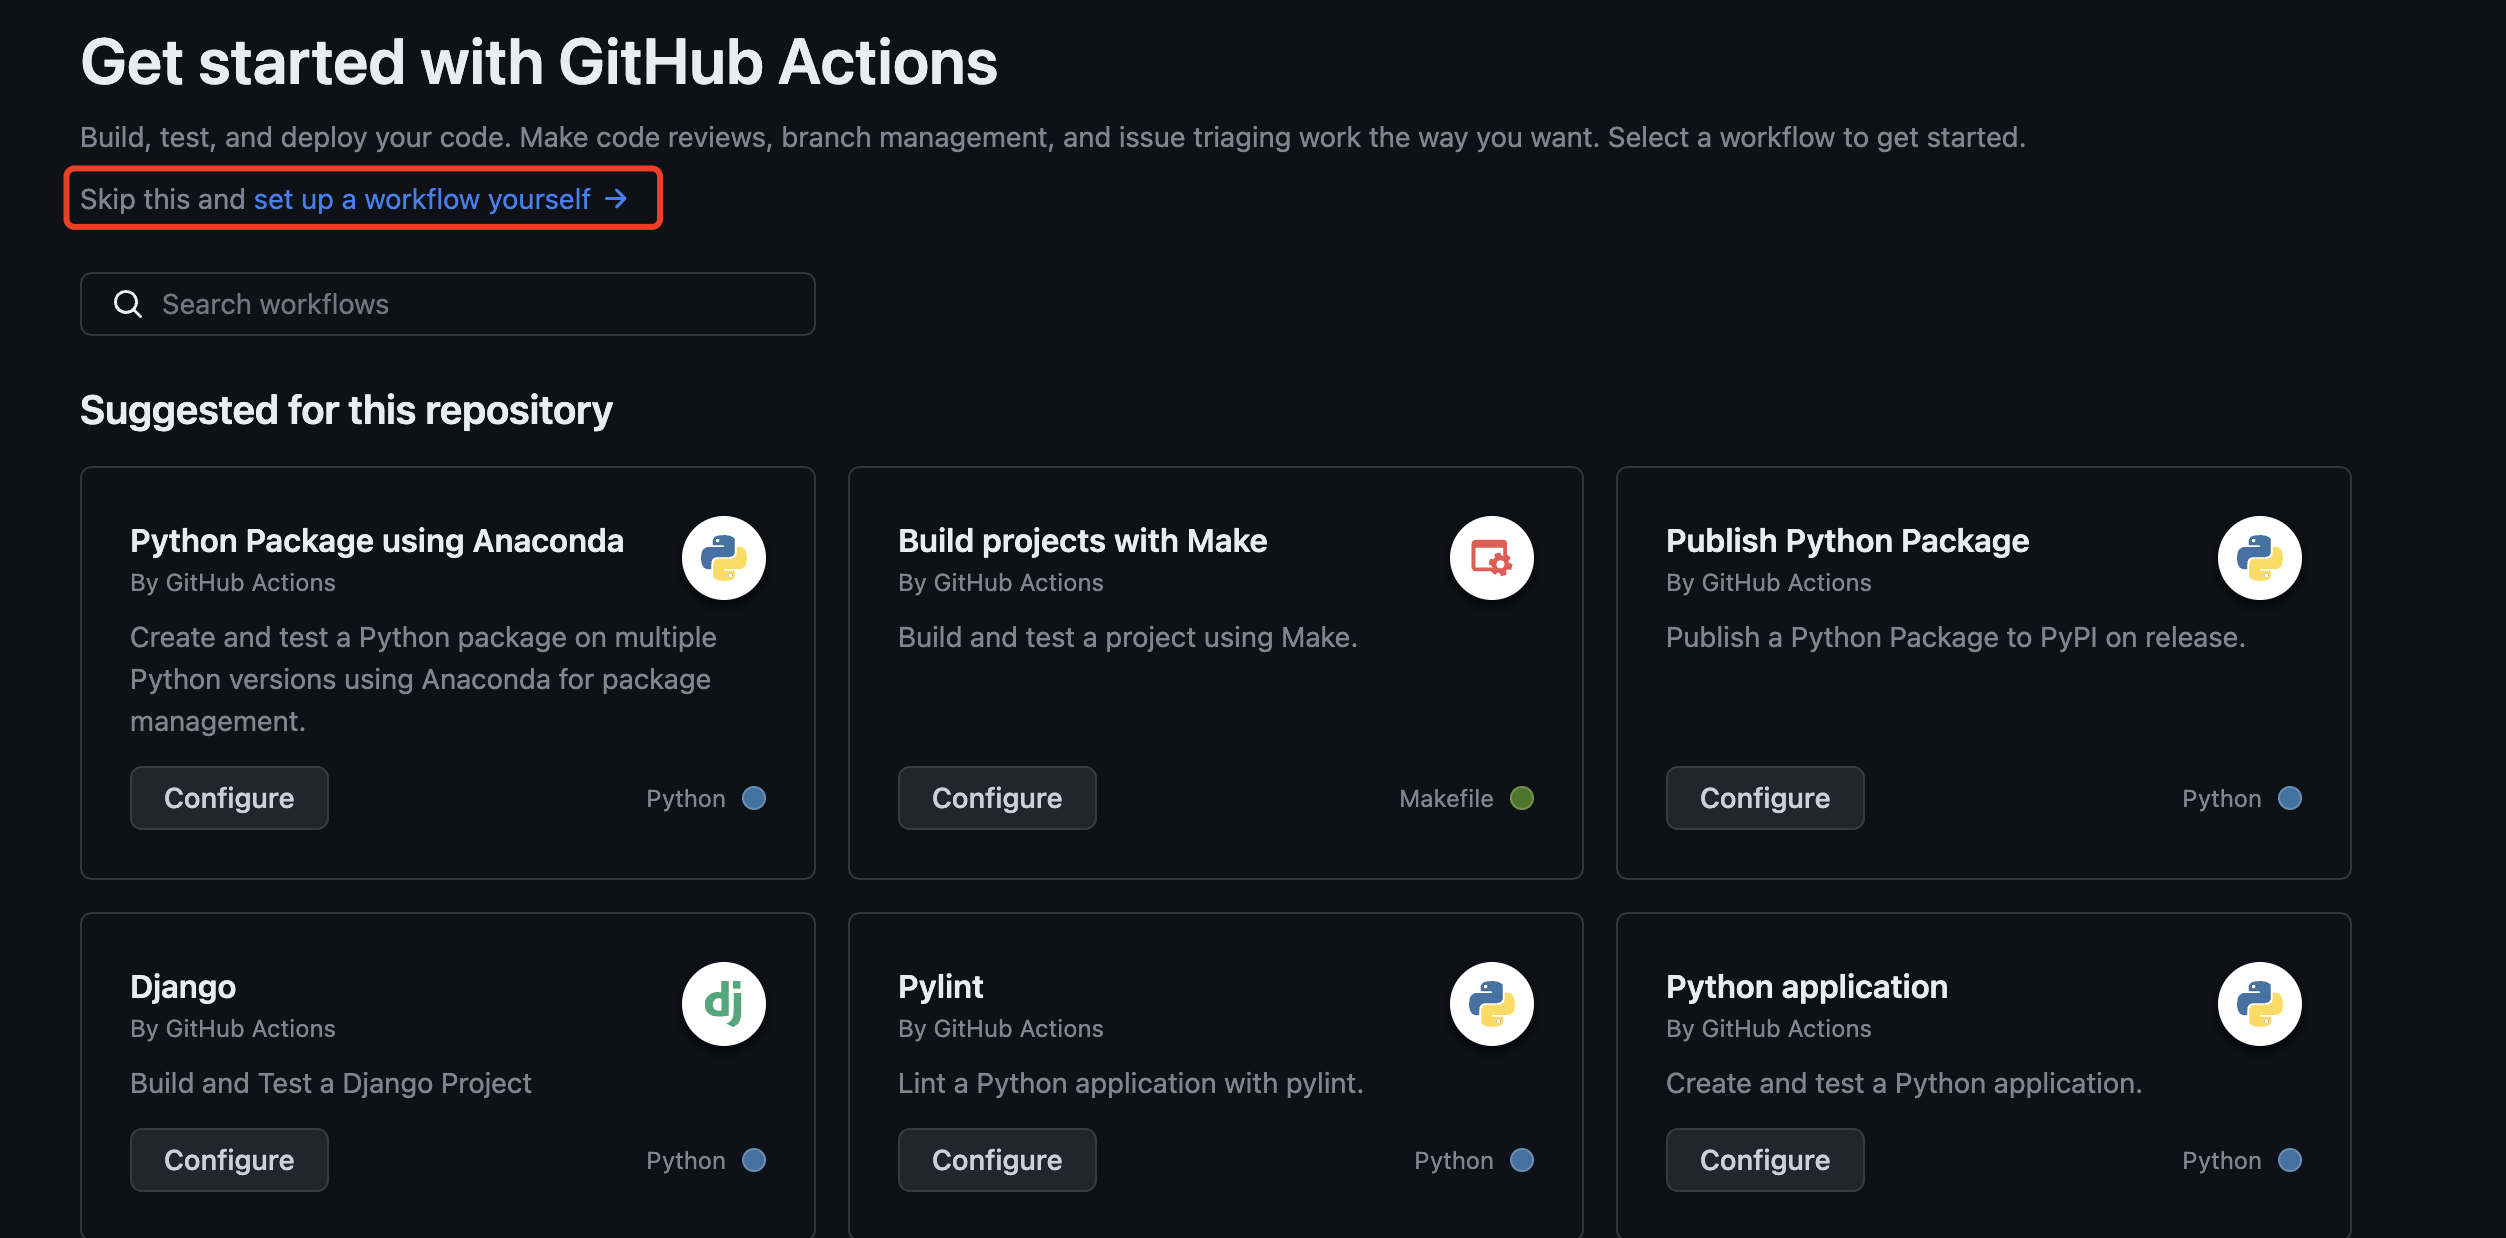 Get started with GitHub Actions
Build, test, and deploy your code. Make code reviews, branch management, and issue triaging work the way you want. Select a workflow to get started.
Skip this and set up a workflow yourself →
Search workflows
Suggested for this repository
Python Package using Anaconda
By GitHub Actions
Create and test a Python package on multiple
Python versions using Anaconda for package
management.
Configure
Python
Build projects with Make
By GitHub Actions
Build and test a project using Make.
Configure
Makefile
Publish Python Package
By GitHub Actions
Publish a Python Package to PyPI on release.
Configure
Python
Django
By GitHub Actions
dj
Build and Test a Django Project
Configure
Python
Pylint
By GitHub Actions
Lint a Python application with pylint.
Configure
Python
Python application
By GitHub Actions
Create and test a Python application.
Configure
Python